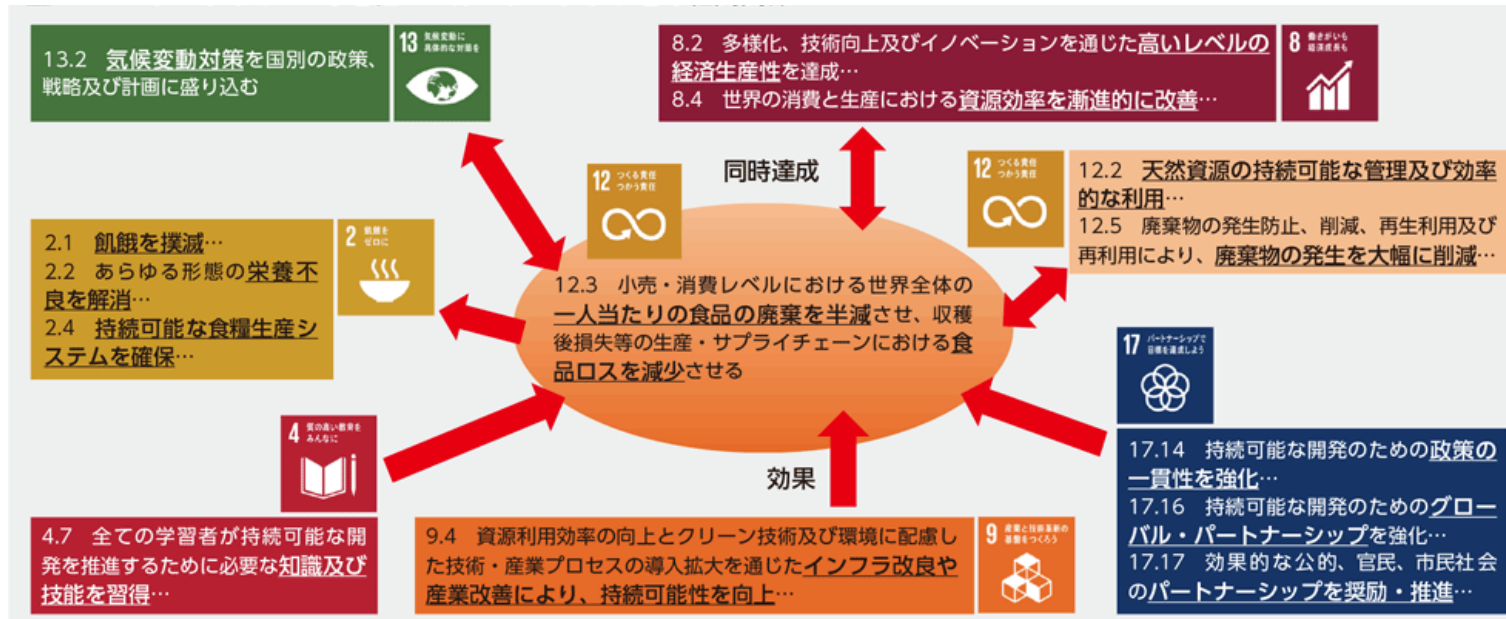 13.2 気候変動対策を国別の政策、
戦略及び計画に盛り込む
13 気候変動に
具体的な対策を
8.2 多様化、技術向上及びイノベーションを通じた高いレベルの
経済生産性を達成…
8.4 世界の消費と生産における資源効率を漸進的に改善…
8 働きがいも
経済成長も
同時達成
12 つくる責任
つかう責任
12 つくる責任
つかう責任
12.2 天然資源の持続可能な管理及び効率
的な利用…
12.5 廃棄物の発生防止、削減、再生利用及び
再利用により、廃棄物の発生を大幅に削減…
2.1 飢餓を撲滅…
2.2 あらゆる形態の栄養不
良を解消…
2.4 持続可能な食糧生産シ
ステムを確保…
2 飢餓を
ゼロに
12.3 小売・消費レベルにおける世界全体の
一人当たりの食品の廃棄を半減させ、収穫
後損失等の生産・サプライチェーンにおける食
品ロスを減少させる
17 パートナーシップで
目標を達成しよう
17.14 持続可能な開発のための政策の
一貫性を強化…
17.16 持続可能な開発のためのグロー
バル・パートナーシップを強化…
17.17 効果的な公的、官民、市民社会
のパートナーシップを奨励・推進…
4 質の高い教育を
みんなに
4.7 全ての学習者が持続可能な開
発を推進するために必要な知識及び
技能を習得…
効果
9.4 資源利用効率の向上とクリーン技術及び環境に配慮し
た技術・産業プロセスの導入拡大を通じたインフラ改良や
産業改善により、持続可能性を向上…
9 産業と技術革新の
基盤をつくろう